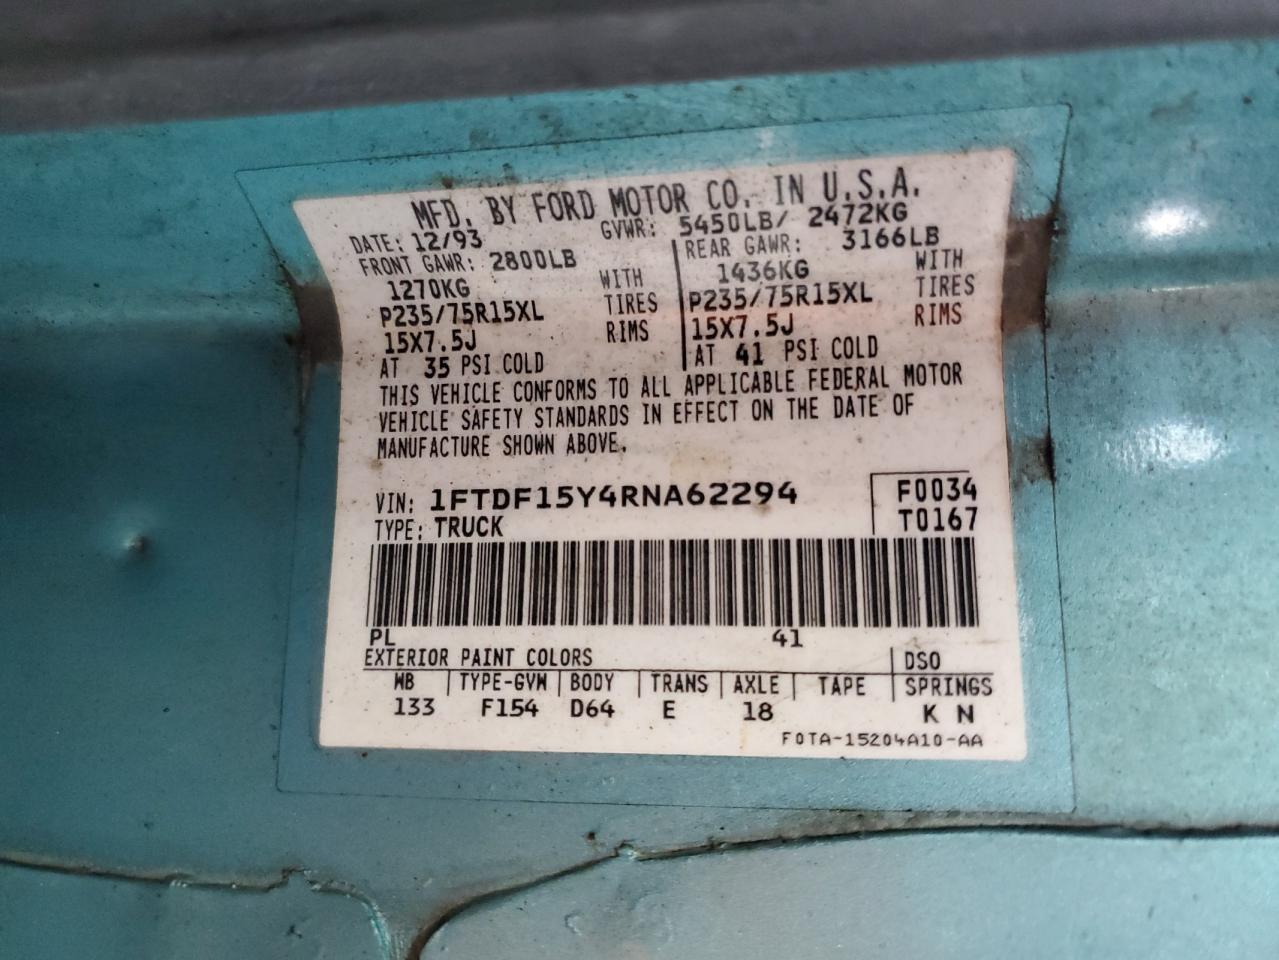 MFD. BY FORD MOTOR CO. IN U.S.A.
DATE: 12/93 GVWR: 5450LB/ 2472KG
FRONT GAWR: 2800LB REAR GAWR: 3166LB
1270KG WITH 1436KG WITH
P235/75R15XL TIRES P235/75R15XL TIRES
15X7.5J RIMS 15X7.5J RIMS
AT 35 PSI COLD AT 41 PSI COLD
THIS VEHICLE CONFORMS TO ALL APPLICABLE FEDERAL MOTOR
VEHICLE SAFETY STANDARDS IN EFFECT ON THE DATE OF
MANUFACTURE SHOWN ABOVE.
VIN: 1FTDF15Y4RNA62294 F0034
TYPE: TRUCK T0167
PL 41
EXTERIOR PAINT COLORS DSO
WB TYPE-GVW BODY TRANS AXLE TAPE SPRINGS
133 F154 D64 E 18 K N
F0TA-15204A10-AA